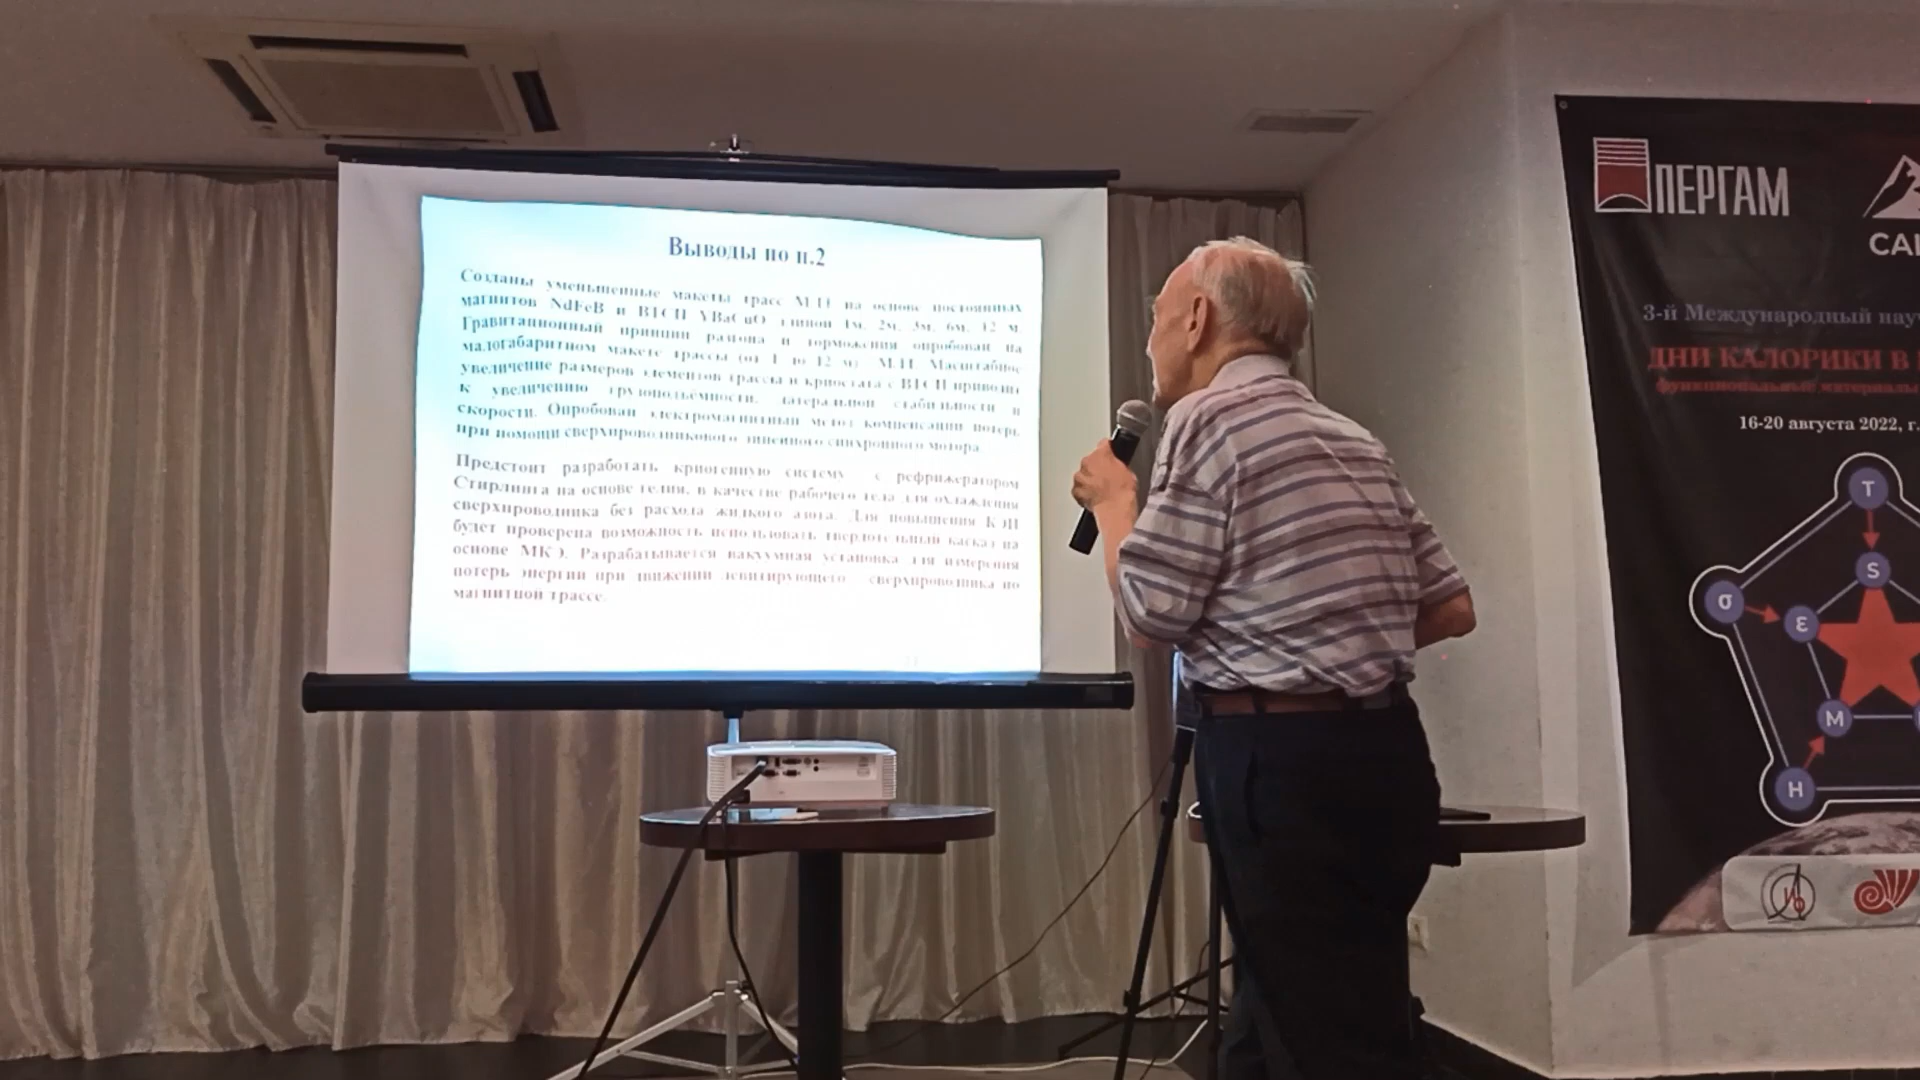 Выводы по п.2
Созданы уменьшенные макеты трасс МЛТ на основе постоянных
магнитов NdFeB и ВТСП YBaCuO длиной 1м, 2м, 3м, 6м, 12 м.
Гравитационный принцип разгона и торможения опробован на
малогабаритном макете трассы (от 1 до 12 м) МЛТ. Масштабное
увеличение размеров элементов трассы и криостата с ВТСП приводит
к увеличению грузоподъёмности, латеральной стабильности и
скорости. Опробован электромагнитный метод компенсации потерь
при помощи сверхпроводникового линейного синхронного мотора.
Предстоит разработать криогенную систему с рефрижератором
Стирлинга на основе гелия, в качестве рабочего тела для охлаждения
сверхпроводника без расхода жидкого азота. Для повышения КПД
будет проверена возможность использовать твердотельный каскад на
основе МКЭ. Разрабатывается вакуумная установка для измерения
потерь энергии при движении левитирующего сверхпроводника по
магнитной трассе.
ПЕРГАМ
3-й Международный
ДНИ КАЛОРИКИ В
функциональные материалы
16-20 августа 2022, г.
T
S
σ
ε
M
H